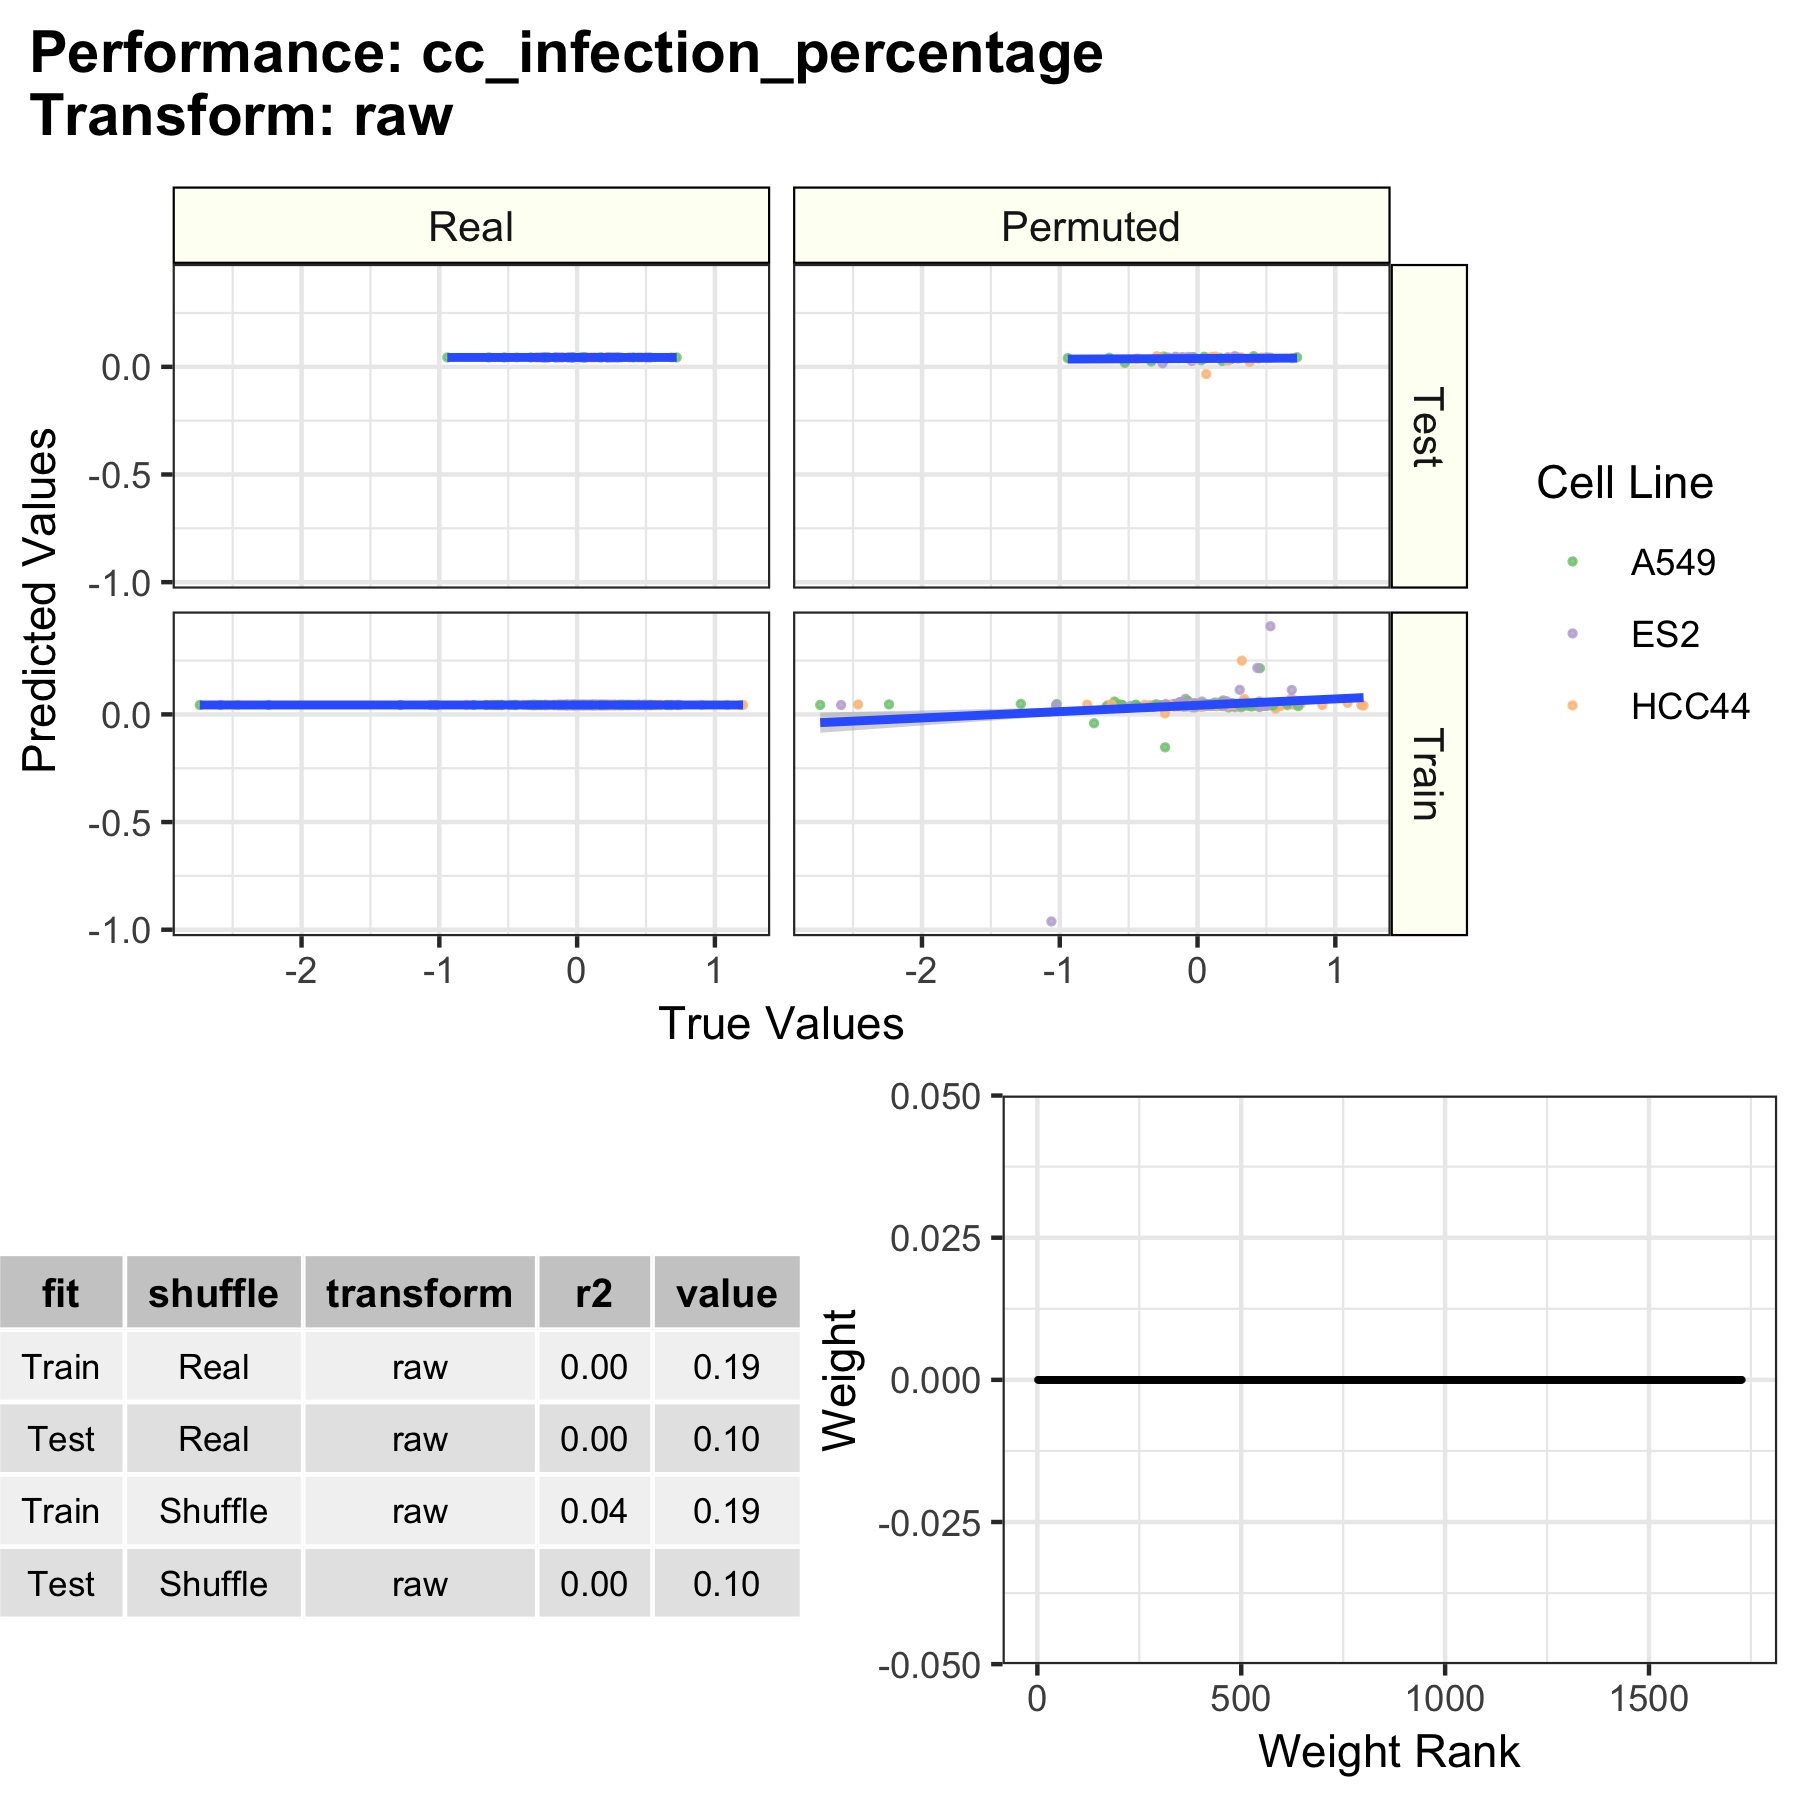 Performance: cc_infection_percentage
Transform: raw
Real
Permuted
0.0
-0.5
-1.0
Test
0.0
-0.5
-1.0
Train
Predicted Values
-2
-1
0
1
-2
-1
0
1
True Values
Cell Line
A549
ES2
HCC44
fit shuffle transform r2 value
Train Real raw 0.00 0.19
Test Real raw 0.00 0.10
Train Shuffle raw 0.04 0.19
Test Shuffle raw 0.00 0.10
Weight
0.050
0.025
0.000
-0.025
-0.050
0
500
1000
1500
Weight Rank